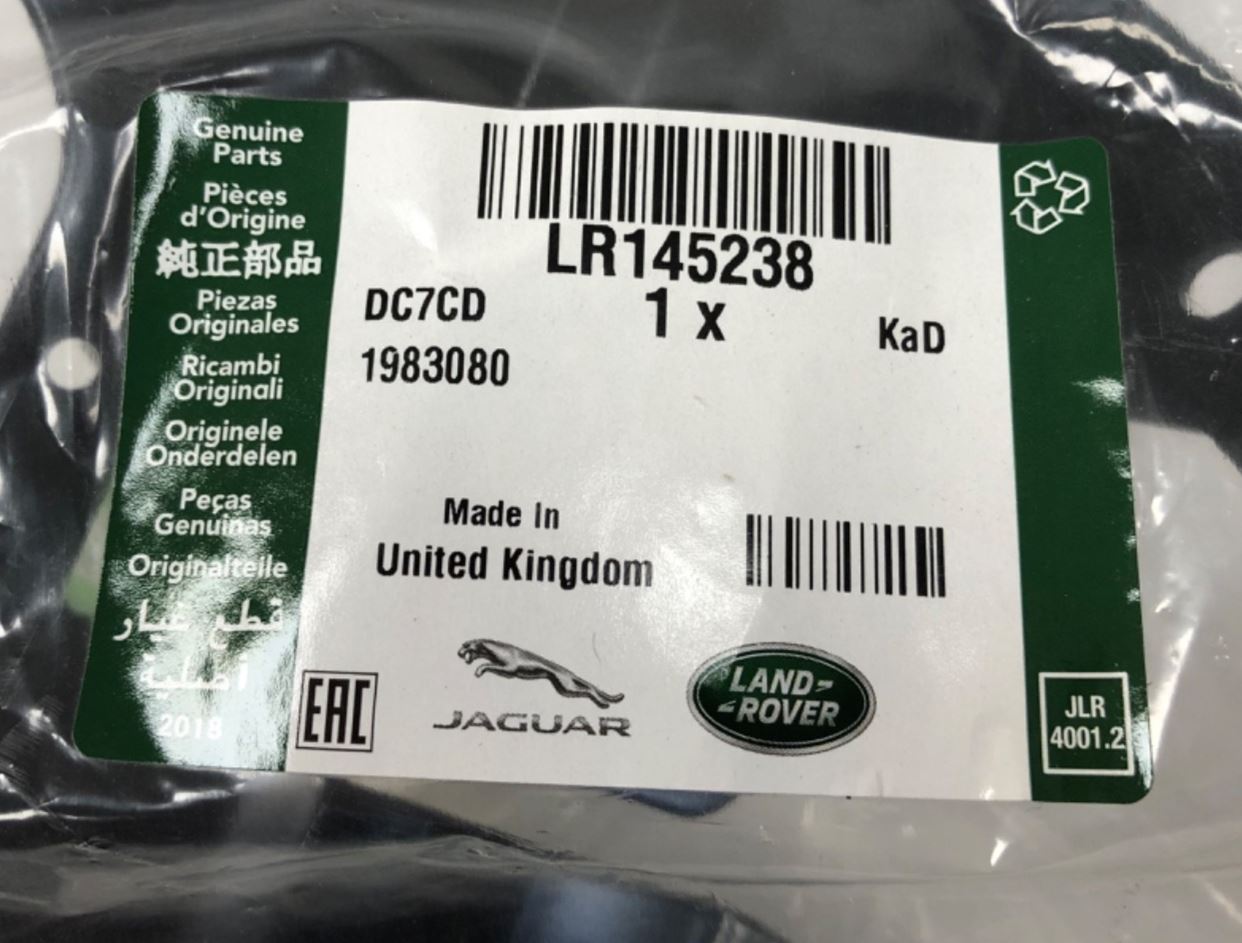 Genuine
Parts
Pièces
d'Origine
純正部品
Piezas
Originales
Ricambi
Originali
Originele
Onderdelen
Peças
Genuinas
Originalteile
قطع غيار
أصلية
2018
LR145238
1 x
DC7CD
KaD
1983080
Made In
United Kingdom
EAC
JAGUAR
LAND-
-ROVER
JLR
4001.2